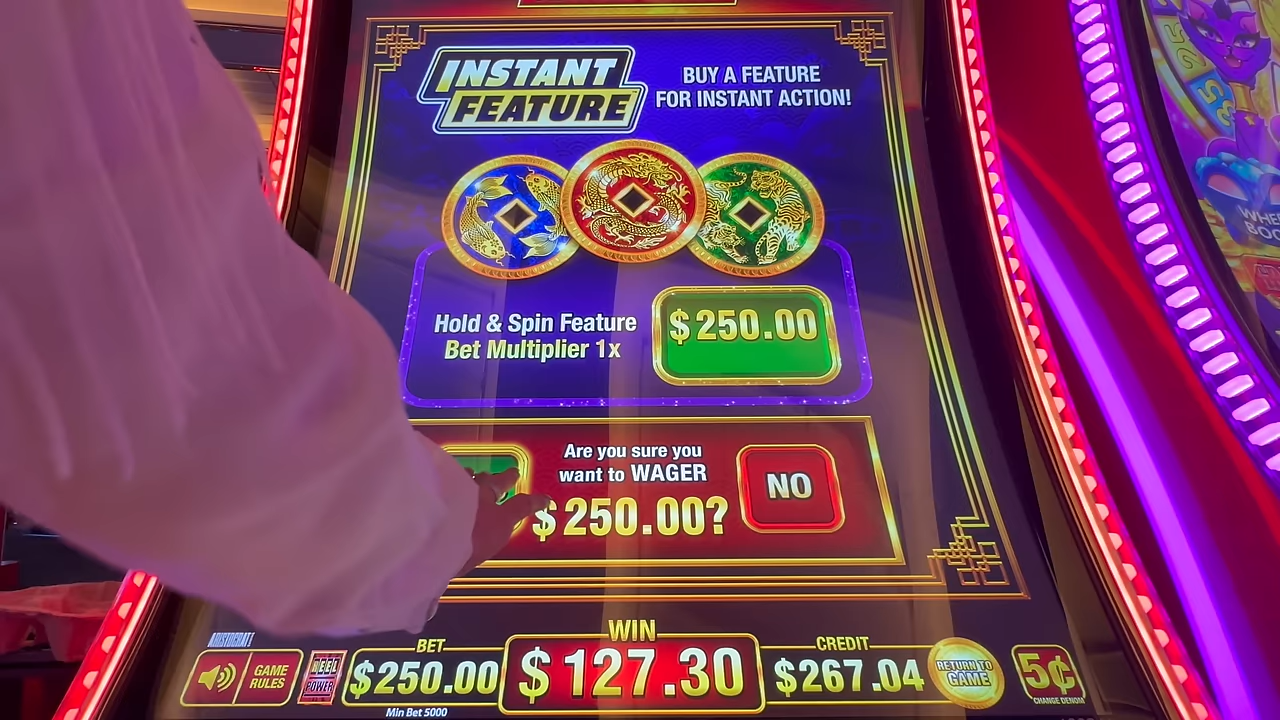 INSTANT
FEATURE
BUY A FEATURE
FOR INSTANT ACTION!
Hold & Spin Feature
Bet Multiplier 1x
$250.00
Are you sure you
want to WAGER
$250.00?
NO
ARISTOCRAT
GAME
RULES
REEL
POWER
BET
$250.00
Min Bet 5000
WIN
$127.30
CREDIT
$267.04
RETURN TO
GAME
5¢
CHANGE DENOM